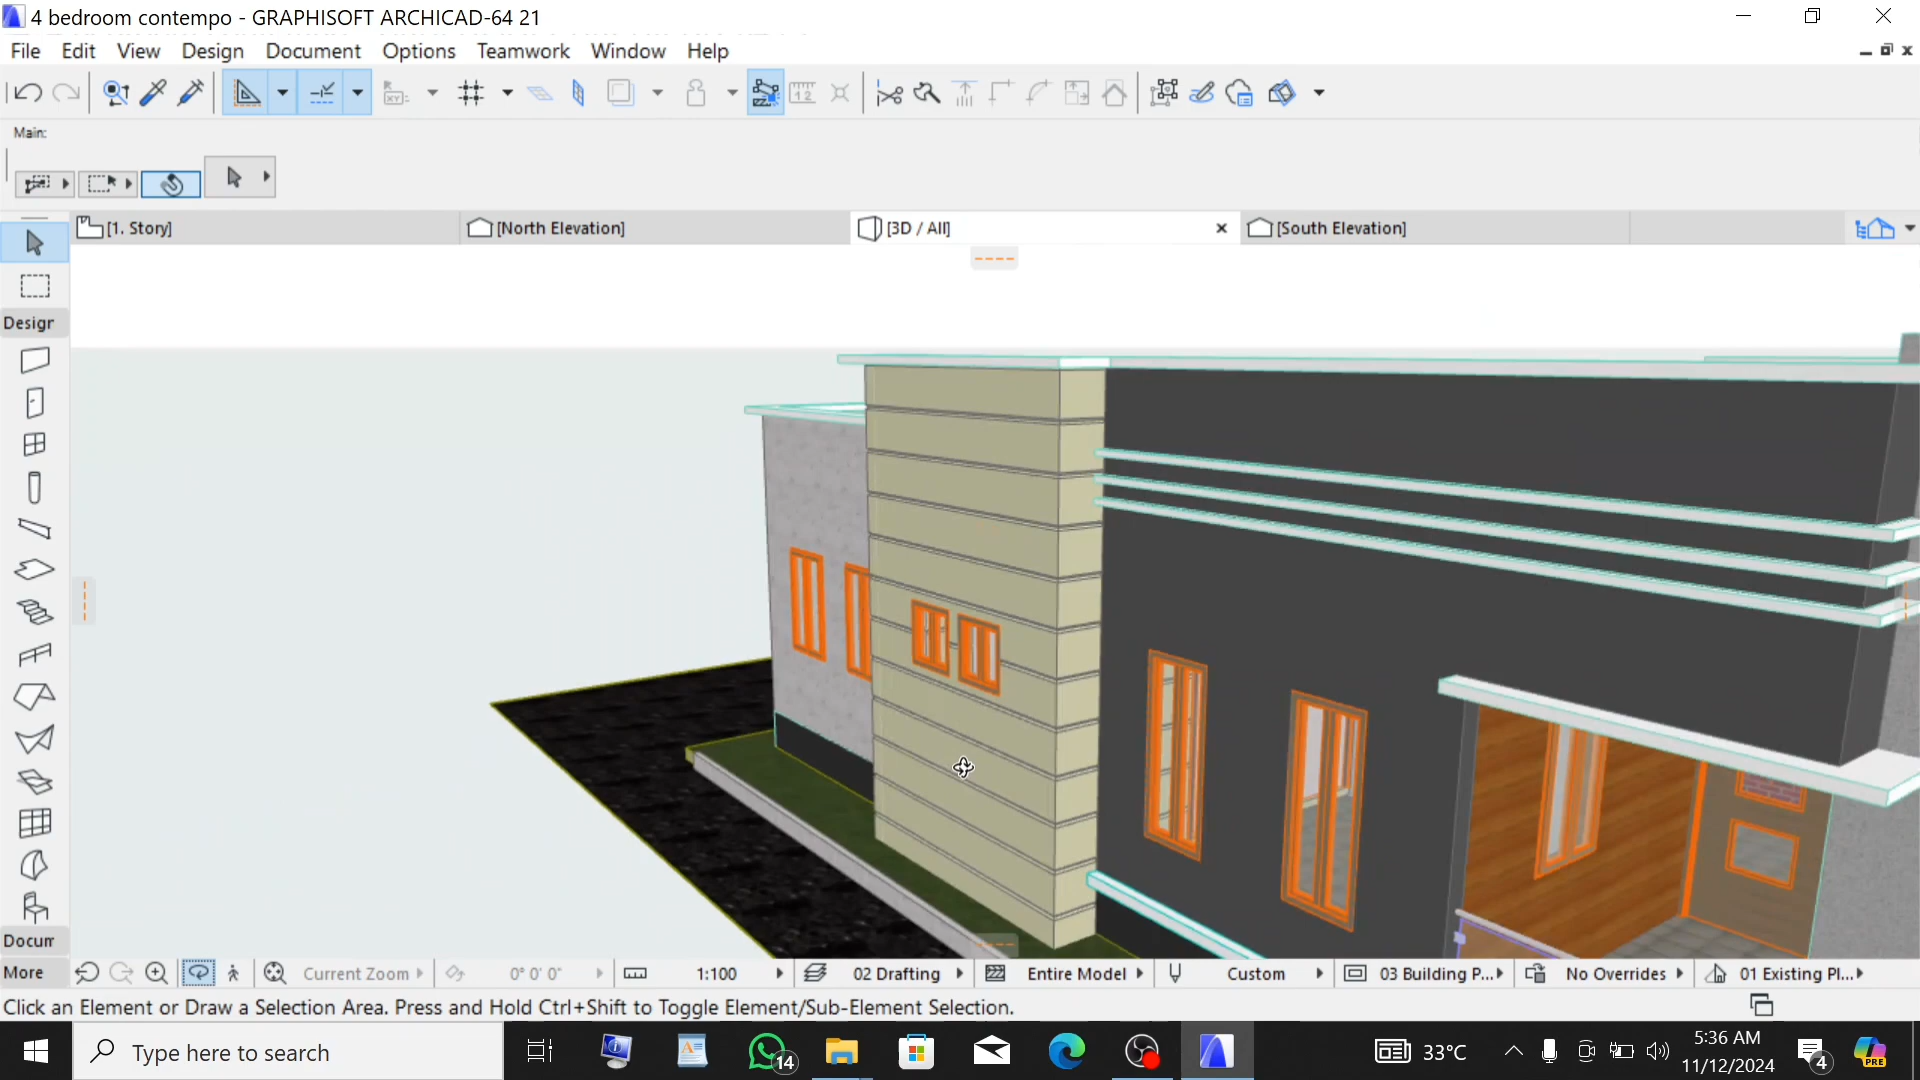 4 bedroom contempo - GRAPHISOFT ARCHICAD-64 21
File Edit View Design Document Options Teamwork Window Help
Main:
[1. Story] [North Elevation] [3D / All] [South Elevation]
Desigr
Docum
More Current Zoom 0° 0' 0" 1:100 02 Drafting Entire Model Custom 03 Building P... No Overrides 01 Existing Pl...
Click an Element or Draw a Selection Area. Press and Hold Ctrl+Shift to Toggle Element/Sub-Element Selection.
Type here to search 14 33°C 5:36 AM 4 PRE
11/12/2024